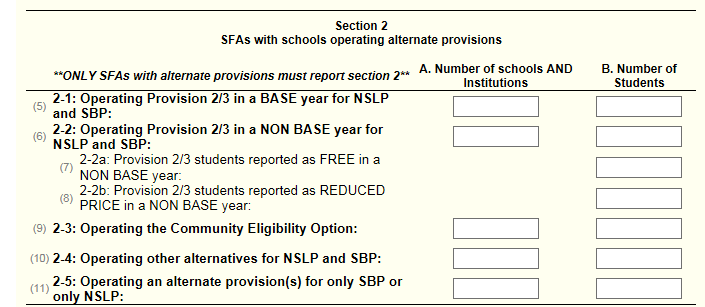 Section 2
SFAs with schools operating alternate provisions
**ONLY SFAs with alternate provisions must report section 2**
A. Number of schools AND
Institutions
B. Number of
Students
(5) 2-1: Operating Provision 2/3 in a BASE year for NSLP
and SBP:
(6) 2-2: Operating Provision 2/3 in a NON BASE year for
NSLP and SBP:
(7) 2-2a: Provision 2/3 students reported as FREE in a
NON BASE year:
(8) 2-2b: Provision 2/3 students reported as REDUCED
PRICE in a NON BASE year:
(9) 2-3: Operating the Community Eligibility Option:
(10) 2-4: Operating other alternatives for NSLP and SBP:
(11) 2-5: Operating an alternate provision(s) for only SBP or
only NSLP: